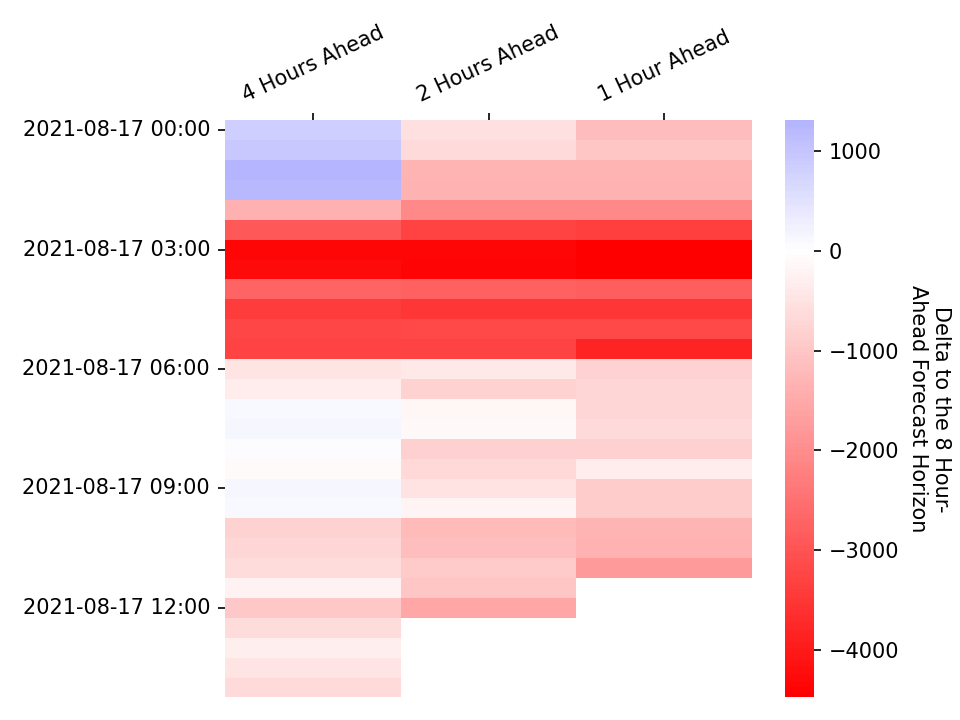 4 Hours Ahead
2 Hours Ahead
1 Hour Ahead
2021-08-17 00:00
2021-08-17 03:00
2021-08-17 06:00
2021-08-17 09:00
2021-08-17 12:00
1000
0
−1000
−2000
−3000
−4000
Delta to the 8 Hour-
Ahead Forecast Horizon